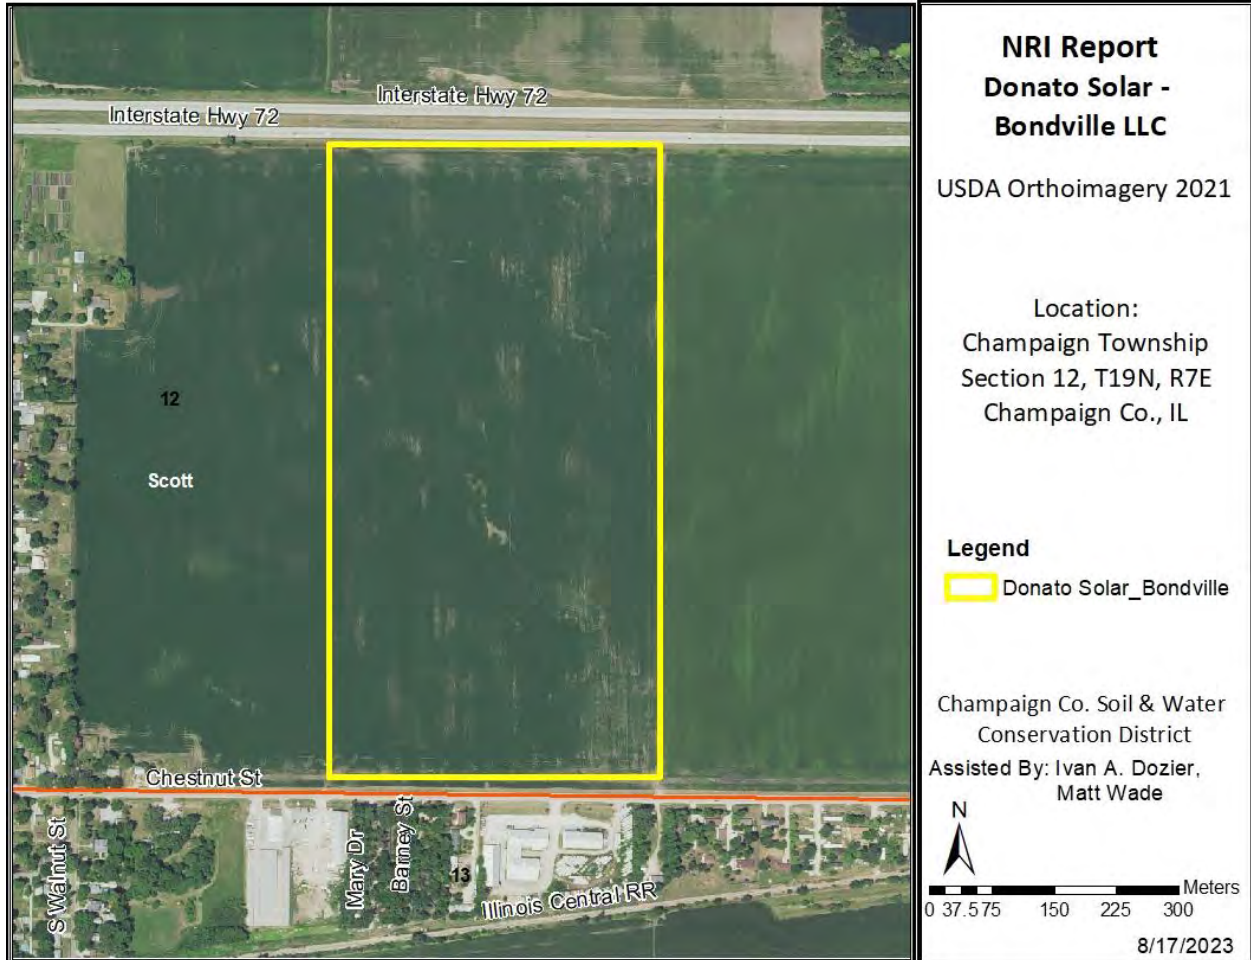 Interstate Hwy 72
Interstate Hwy 72
12
Scott
Chestnut St
S Walnut St
Mary Dr
Barney St
13
Illinois Central RR
NRI Report
Donato Solar -
Bondville LLC
USDA Orthoimagery 2021
Location:
Champaign Township
Section 12, T19N, R7E
Champaign Co., IL
Legend
Donato Solar_Bondville
Champaign Co. Soil & Water
Conservation District
Assisted By: Ivan A. Dozier,
Matt Wade
N
Meters
0 37.5 75 150 225 300
8/17/2023